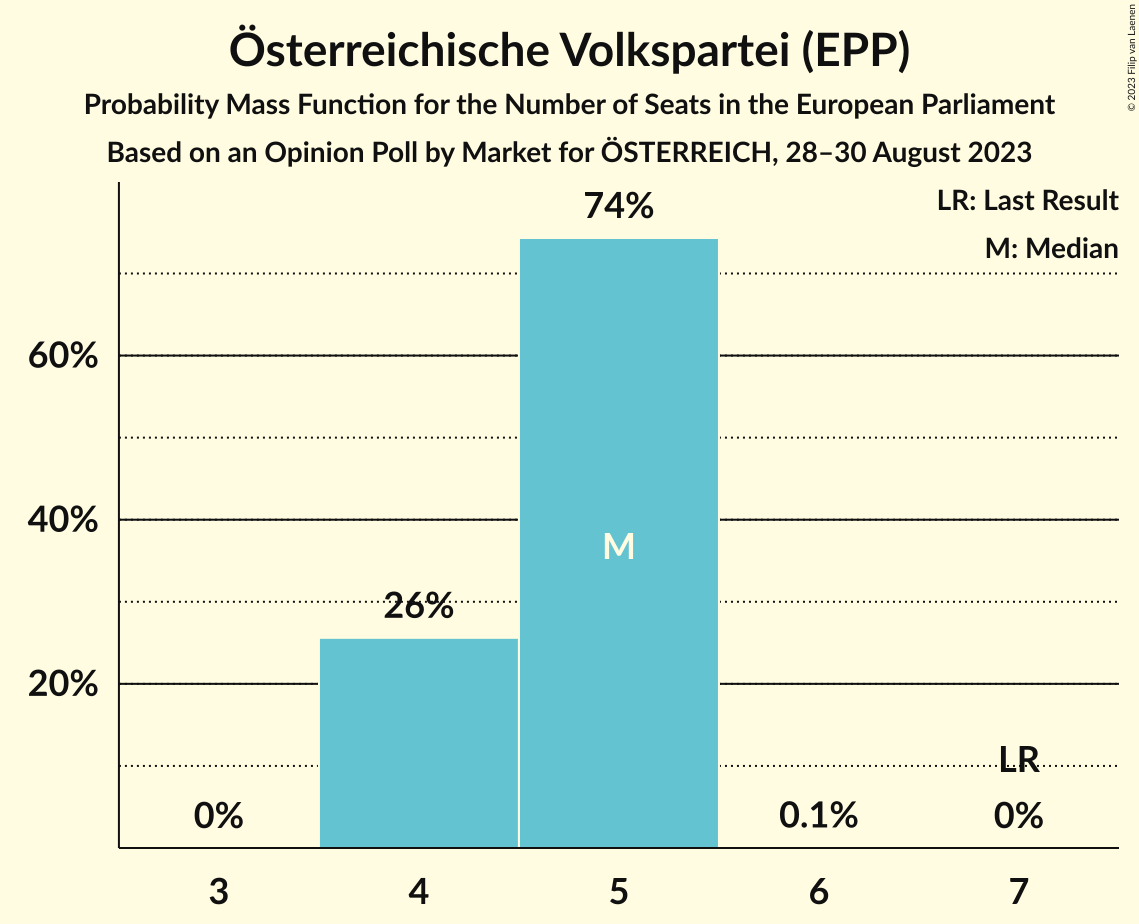 Österreichische Volkspartei (EPP)
Probability Mass Function for the Number of Seats in the European Parliament
Based on an Opinion Poll by Market for ÖSTERREICH, 28–30 August 2023
© 2023 Filip van Laenen
LR: Last Result
M: Median
74%
60%
40%
M
26%
20%
LR
0%
0.1%
0%
3
4
5
6
7